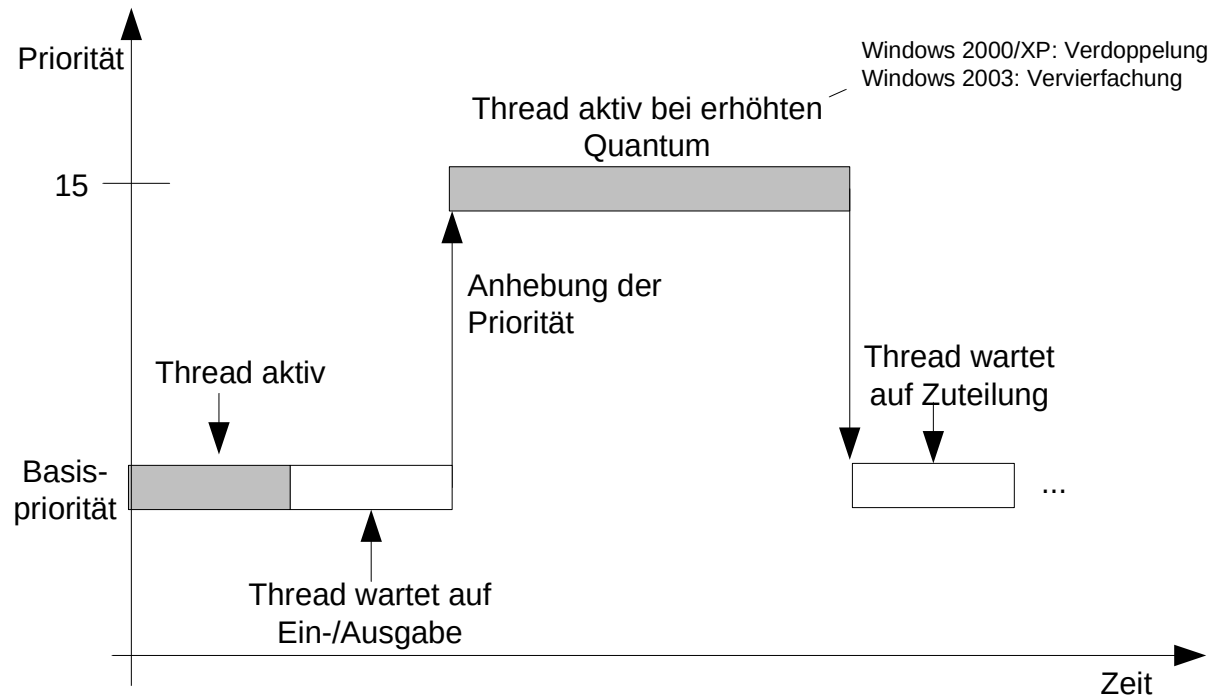 Priorität
Windows 2000/XP: Verdoppelung
Windows 2003: Vervierfachung
Thread aktiv bei erhöhten
Quantum
15
Anhebung der
Priorität
Thread aktiv
Thread wartet
auf Zuteilung
Basis-
priorität
...
Thread wartet auf
Ein-/Ausgabe
Zeit